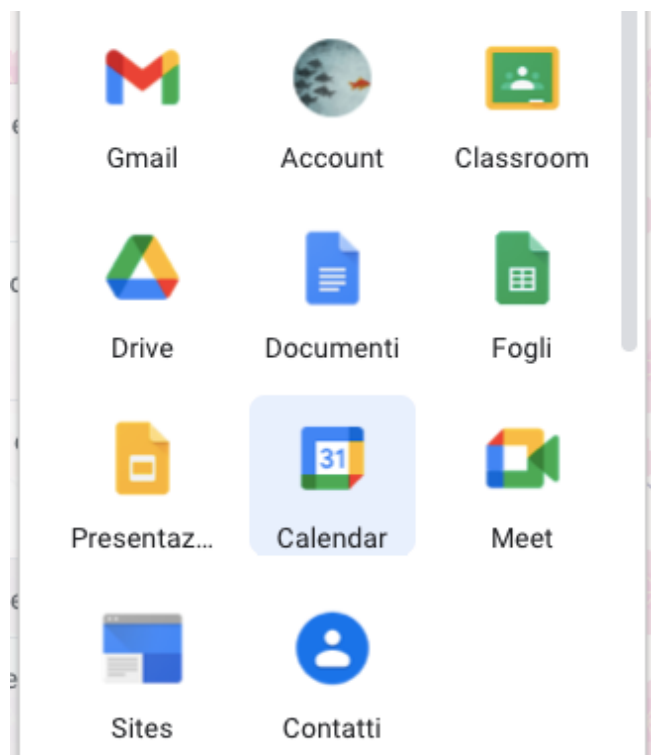 Gmail Account Classroom
Drive Documenti Fogli
31
Presentaz... Calendar Meet
Sites Contatti